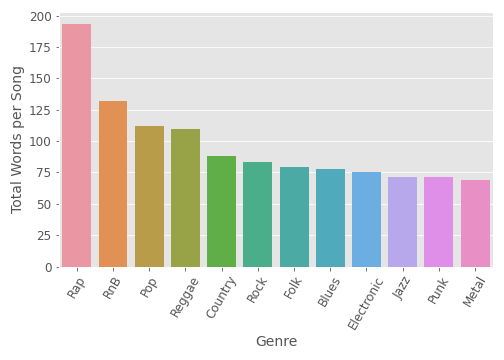 200
175
150
125
100
75
50
25
0
Total Words per Song
Rap
RnB
Pop
Reggae
Country
Rock
Folk
Blues
Electronic
Jazz
Punk
Metal
Genre